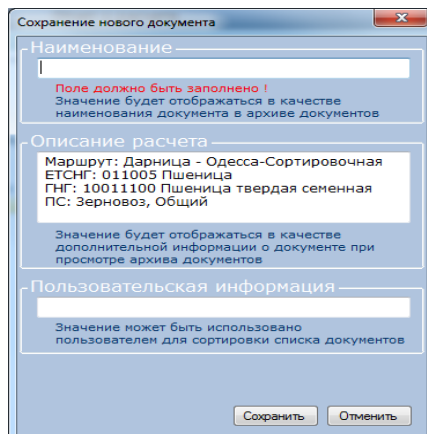 Сохранение нового документа
Наименование
Поле должно быть заполнено !
Значение будет отображаться в качестве
наименования документа в архиве документов
Описание расчета
Маршрут: Дарница - Одесса-Сортировочная
ЕТСНГ: 011005 Пшеница
ГНГ: 10011100 Пшеница твердая семенная
ПС: Зерновоз, Общий
Значение будет отображаться в качестве
дополнительной информации о документе при
просмотре архива документов
Пользовательская информация
Значение может быть использовано
пользователем для сортировки списка документов
Сохранить Отменить